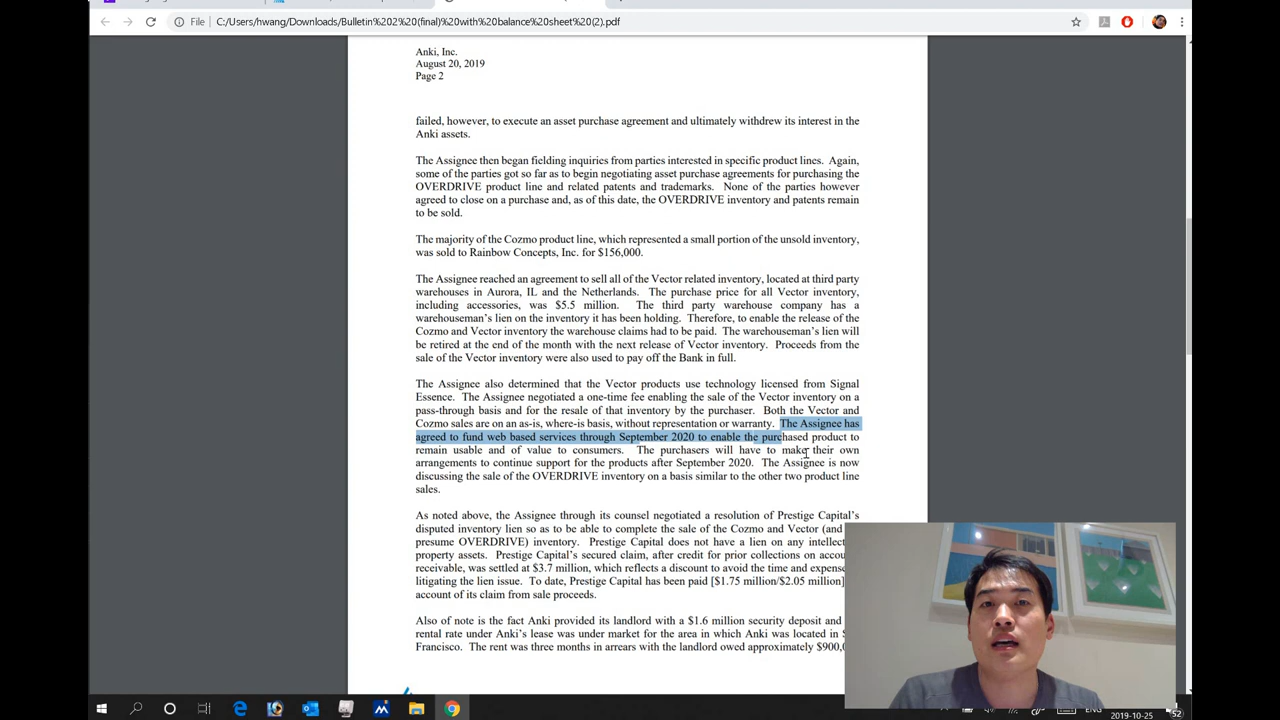 File
C:/Users/hwang/Downloads/Bulletin%202%20(final)%20with%20balance%20sheet%20(2).pdf
Anki, Inc.
August 20, 2019
Page 2
failed, however, to execute an asset purchase agreement and ultimately withdrew its interest in the
Anki assets.
The Assignee then began fielding inquiries from parties interested in specific product lines. Again,
some of the parties got so far as to begin negotiating asset purchase agreements for purchasing the
OVERDRIVE product line and related patents and trademarks. None of the parties however
agreed to close on a purchase and, as of this date, the OVERDRIVE inventory and patents remain
to be sold.
The majority of the Cozmo product line, which represented a small portion of the unsold inventory,
was sold to Rainbow Concepts, Inc. for $156,000.
The Assignee reached an agreement to sell all of the Vector related inventory, located at third party
warehouses in Aurora, IL and the Netherlands. The purchase price for all Vector inventory,
including accessories, was $5.5 million. The third party warehouse company has a
warehouseman's lien on the inventory it has been holding. Therefore, to enable the release of the
Cozmo and Vector inventory the warehouse claims had to be paid. The warehouseman's lien will
be retired at the end of the month with the next release of Vector inventory. Proceeds from the
sale of the Vector inventory were also used to pay off the Bank in full.
The Assignee also determined that the Vector products use technology licensed from Signal
Essence. The Assignee negotiated a one-time fee enabling the sale of the Vector inventory on a
pass-through basis and for the resale of that inventory by the purchaser. Both the Vector and
Cozmo sales are on an as-is, where-is basis, without representation or warranty. The Assignee has
agreed to fund web based services through September 2020 to enable the purchased product to
remain usable and of value to consumers. The purchasers will have to make their own
arrangements to continue support for the products after September 2020. The Assignee is now
discussing the sale of the OVERDRIVE inventory on a basis similar to the other two product line
sales.
As noted above, the Assignee through its counsel negotiated a resolution of Prestige Capital's
disputed inventory lien so as to be able to complete the sale of the Cozmo and Vector (and
presume OVERDRIVE) inventory. Prestige Capital does not have a lien on any intellect
property assets. Prestige Capital's secured claim, after credit for prior collections on accou
receivable, was settled at $3.7 million, which reflects a discount to avoid the time and expens
litigating the lien issue. To date, Prestige Capital has been paid [$1.75 million/$2.05 million]
account of its claim from sale proceeds.
Also of note is the fact Anki provided its landlord with a $1.6 million security deposit and
rental rate under Anki's lease was under market for the area in which Anki was located in
Francisco. The rent was three months in arrears with the landlord owed approximately $900,0
2019-10-25
52